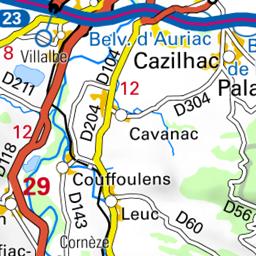 23
Belv. d'Auriac
8
Villalbe
D104
Cazilhac
de
D211
12
Pala
D304
D204
12
Cavanac
D118
29
Couffoulens
D143
Leuc
D60
D56
Cornèze
fiac-